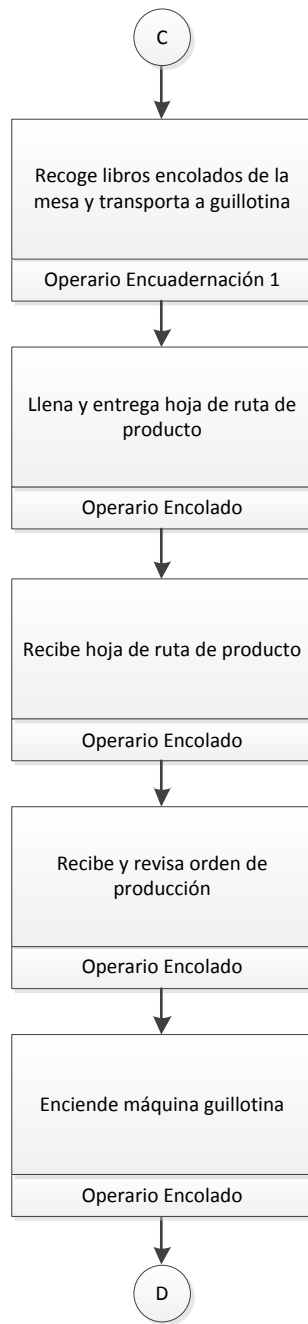 C
Recoge libros encolados de la
mesa y transporta a guillotina
Operario Encuadernación 1
Llena y entrega hoja de ruta de
producto
Operario Encolado
Recibe hoja de ruta de producto
Operario Encolado
Recibe y revisa orden de
producción
Operario Encolado
Enciende máquina guillotina
Operario Encolado
D